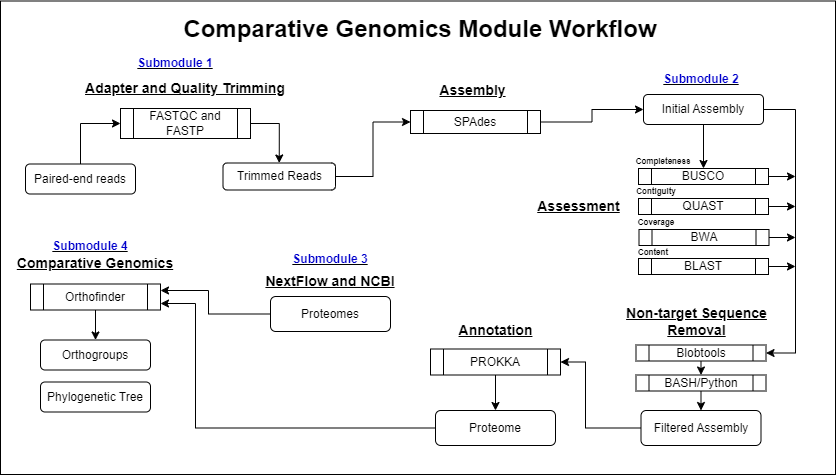 Comparative Genomics Module Workflow
Submodule 1
Adapter and Quality Trimming
FASTQC and
FASTP
Paired-end reads
Trimmed Reads
Assembly
SPAdes
Submodule 2
Initial Assembly
Completeness
BUSCO
Contiguity
QUAST
Assessment
Coverage
BWA
Content
BLAST
Submodule 4
Comparative Genomics
Orthofinder
Orthogroups
Phylogenetic Tree
Submodule 3
NextFlow and NCBI
Proteomes
Annotation
PROKKA
Proteome
Non-target Sequence
Removal
Blobtools
BASH/Python
Filtered Assembly